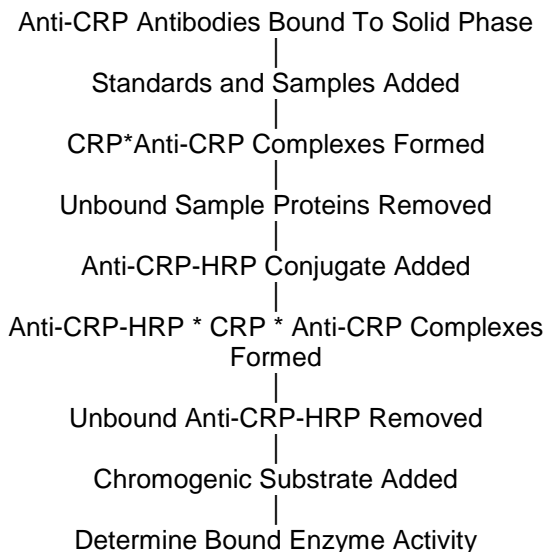 Anti-CRP Antibodies Bound To Solid Phase
Standards and Samples Added
CRP*Anti-CRP Complexes Formed
Unbound Sample Proteins Removed
Anti-CRP-HRP Conjugate Added
Anti-CRP-HRP * CRP * Anti-CRP Complexes
Formed
Unbound Anti-CRP-HRP Removed
Chromogenic Substrate Added
Determine Bound Enzyme Activity